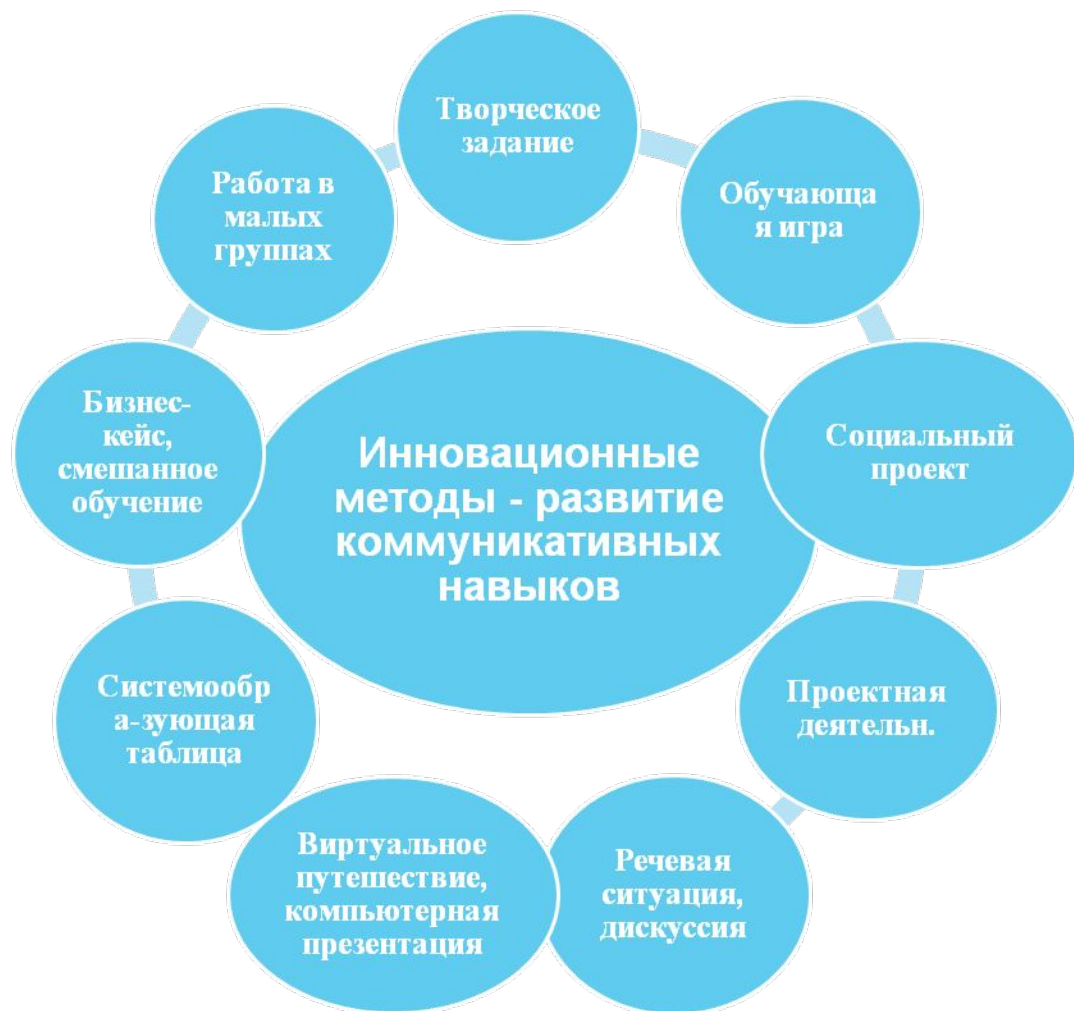 Творческое
задание
Обучающа
я игра
Социальный
проект
Проектная
деятельн.
Речевая
ситуация,
дискуссия
Виртуальное
путешествие,
компьютерная
презентация
Системообр
а-зующая
таблица
Бизнес-
кейс,
смешанное
обучение
Работа в
малых
группах
Инновационные
методы - развитие
коммуникативных
навыков